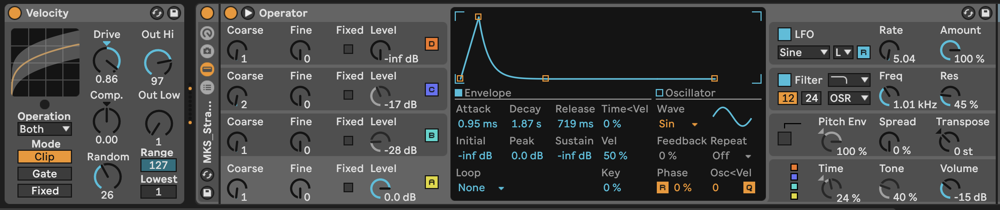 Velocity
Drive
Out Hi
0.86
97
Comp.
Out Low
0.00
1
Operation
Both
Mode
Clip
Gate
Fixed
Random
26
Range
127
Lowest
1
MKS_Stra...
Operator
Coarse Fine Fixed Level
1 0 -inf dB D
Coarse Fine Fixed Level
2 0 -17 dB C
Coarse Fine Fixed Level
1 0 -28 dB B
Coarse Fine Fixed Level
1 0 0.0 dB A
Envelope
Oscillator
Attack Decay Release Time<Vel Wave
0.95 ms 1.87 s 719 ms 0 % Sin
Initial Peak Sustain Vel Feedback Repeat
-inf dB 0.0 dB -inf dB 50 % 0 % Off
Loop Key Phase Osc<Vel
None 0 % R 0 % 0 Q
LFO Rate Amount
Sine L R 5.04 100 %
Filter Freq Res
12 24 OSR 1.01 kHz 45 %
Pitch Env Spread Transpose
100 % 0 % 0 st
Time Tone Volume
24 % 40 % -15 dB